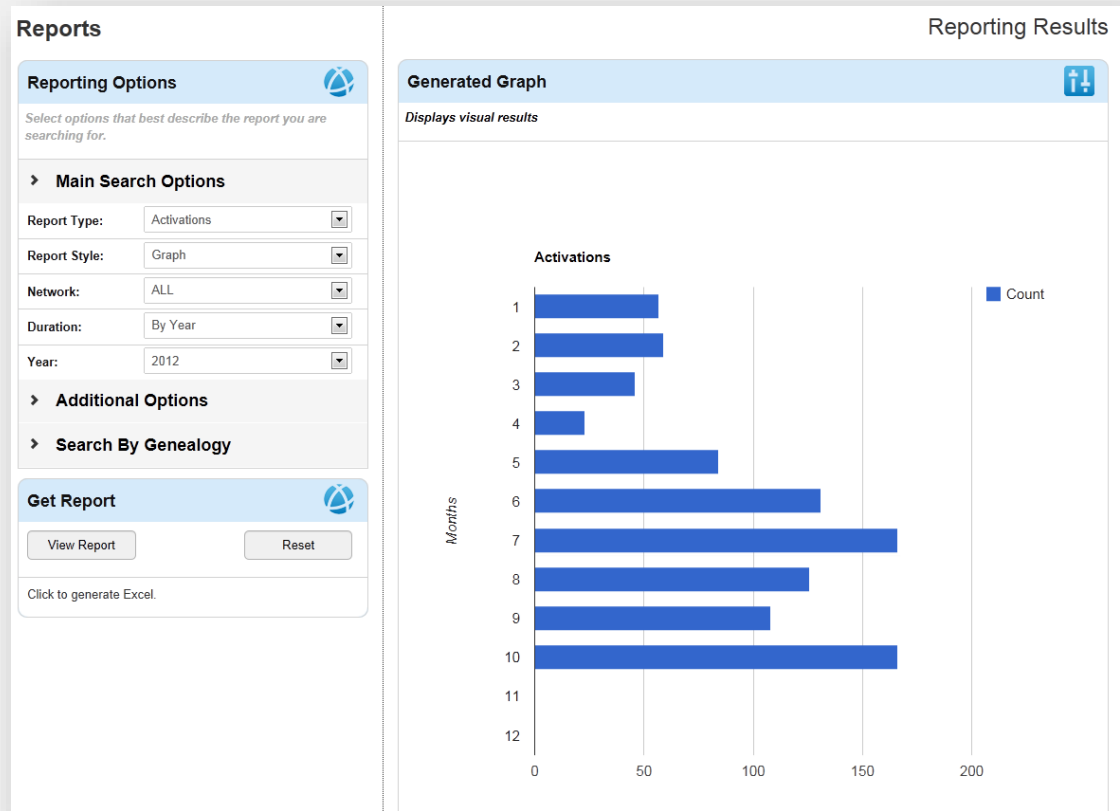 Reports
Reporting Results
Reporting Options
Select options that best describe the report you are
searching for.
Main Search Options
Report Type: Activations
Report Style: Graph
Network: ALL
Duration: By Year
Year: 2012
Additional Options
Search By Genealogy
Get Report
View Report Reset
Click to generate Excel.
Generated Graph
Displays visual results
Activations
Count
Months
1
2
3
4
5
6
7
8
9
10
11
12
0 50 100 150 200